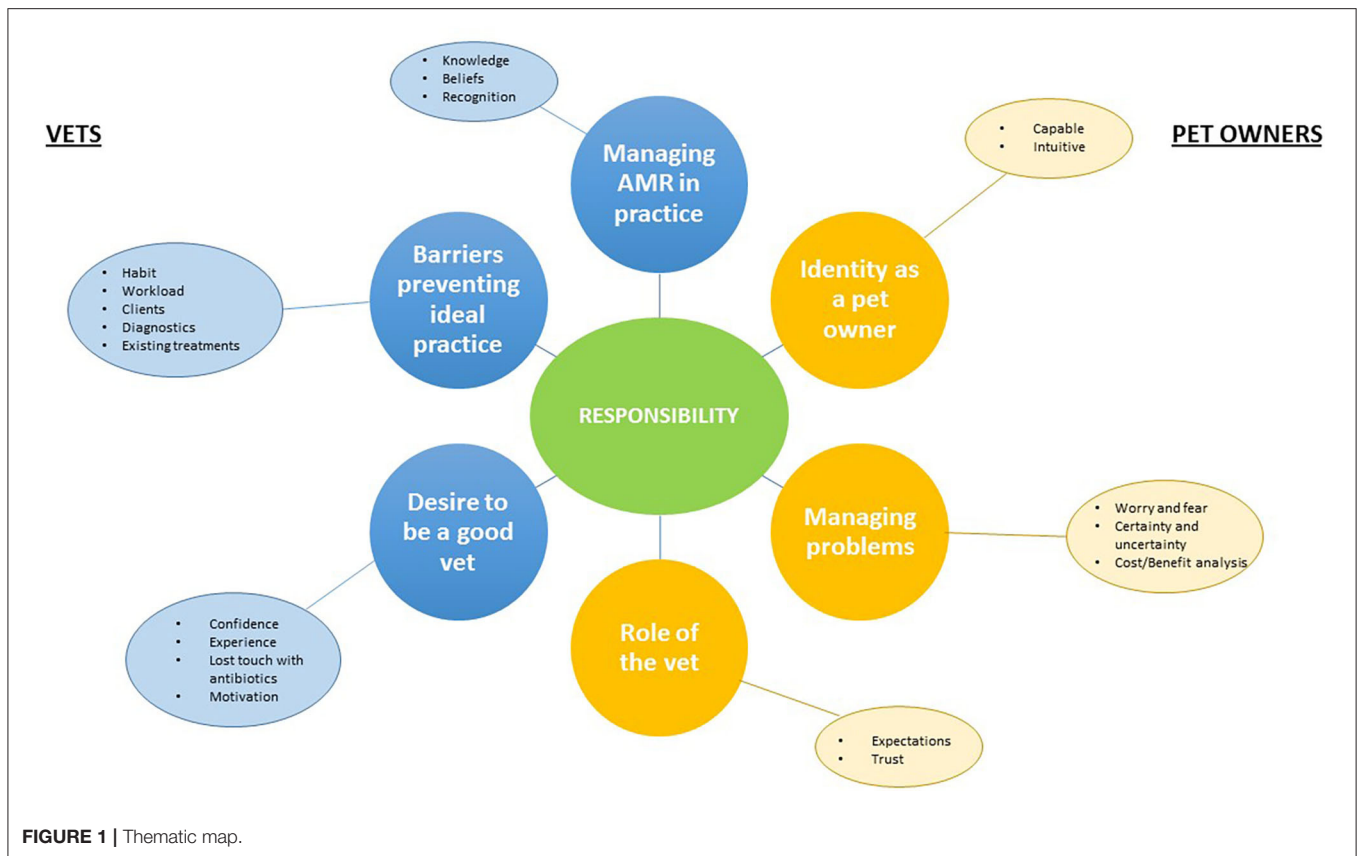 VETS
PET OWNERS
• Knowledge
• Beliefs
• Recognition
Managing
AMR in
practice
• Capable
• Intuitive
Identity as
a pet
owner
• Habit
• Workload
• Clients
• Diagnostics
• Existing treatments
Barriers
preventing
ideal
practice
RESPONSIBILITY
Desire to
be a good
vet
• Confidence
• Experience
• Lost touch with
antibiotics
• Motivation
Managing
problems
• Worry and fear
• Certainty and
uncertainty
• Cost/Benefit analysis
Role of
the vet
• Expectations
• Trust
FIGURE 1 | Thematic map.